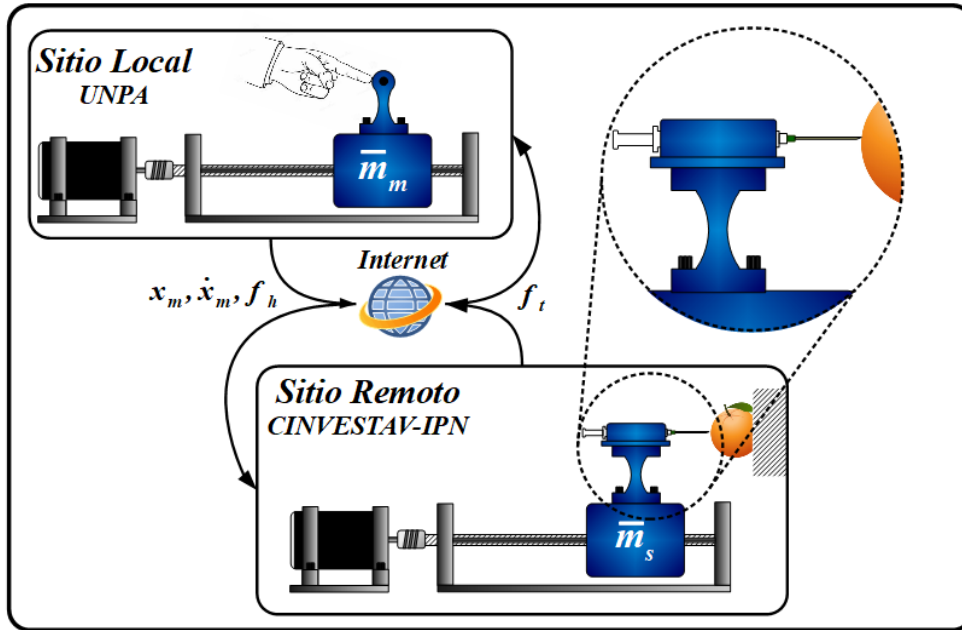 Sitio Local
UNPA
m̅ₘ
Internet
xₘ, ẋₘ, fₕ
fₜ
Sitio Remoto
CINVESTAV-IPN
m̅ₛ